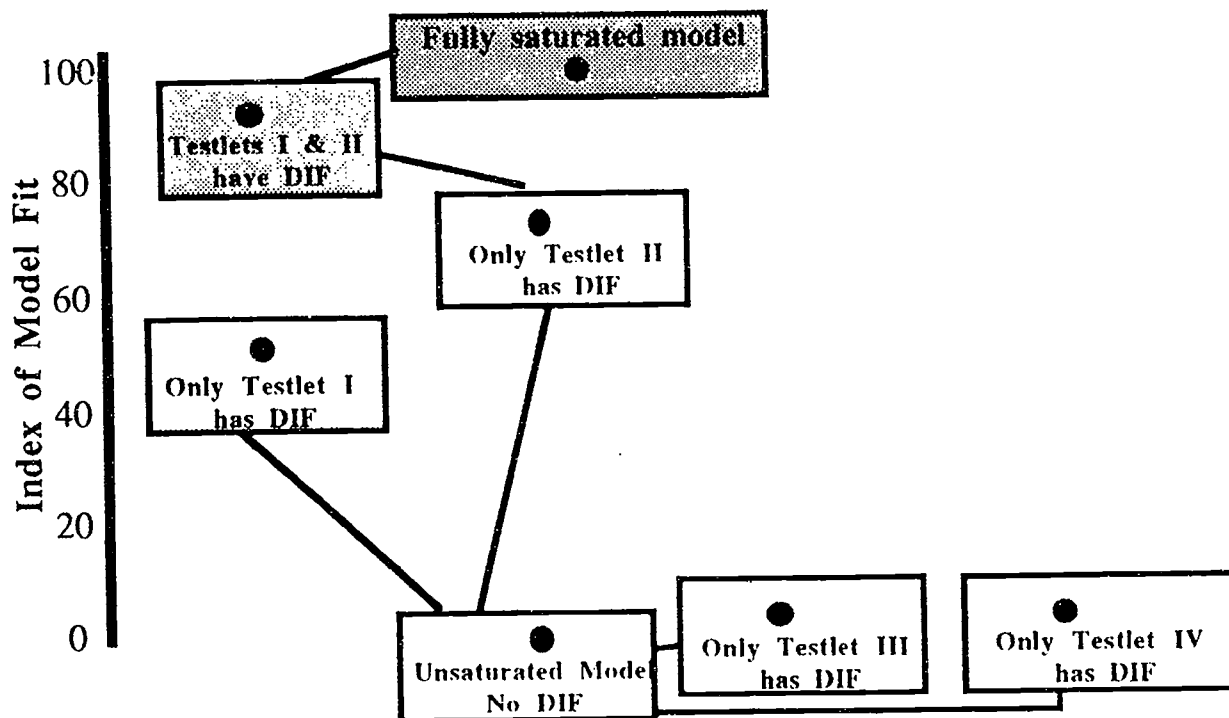 Fully saturated model
100
Testlets I & II
have DIF
80
Only Testlet II
has DIF
60
Only Testlet I
has DIF
40
20
0
Unsaturated Model
No DIF
Only Testlet III
has DIF
Only Testlet IV
has DIF
Index of Model Fit